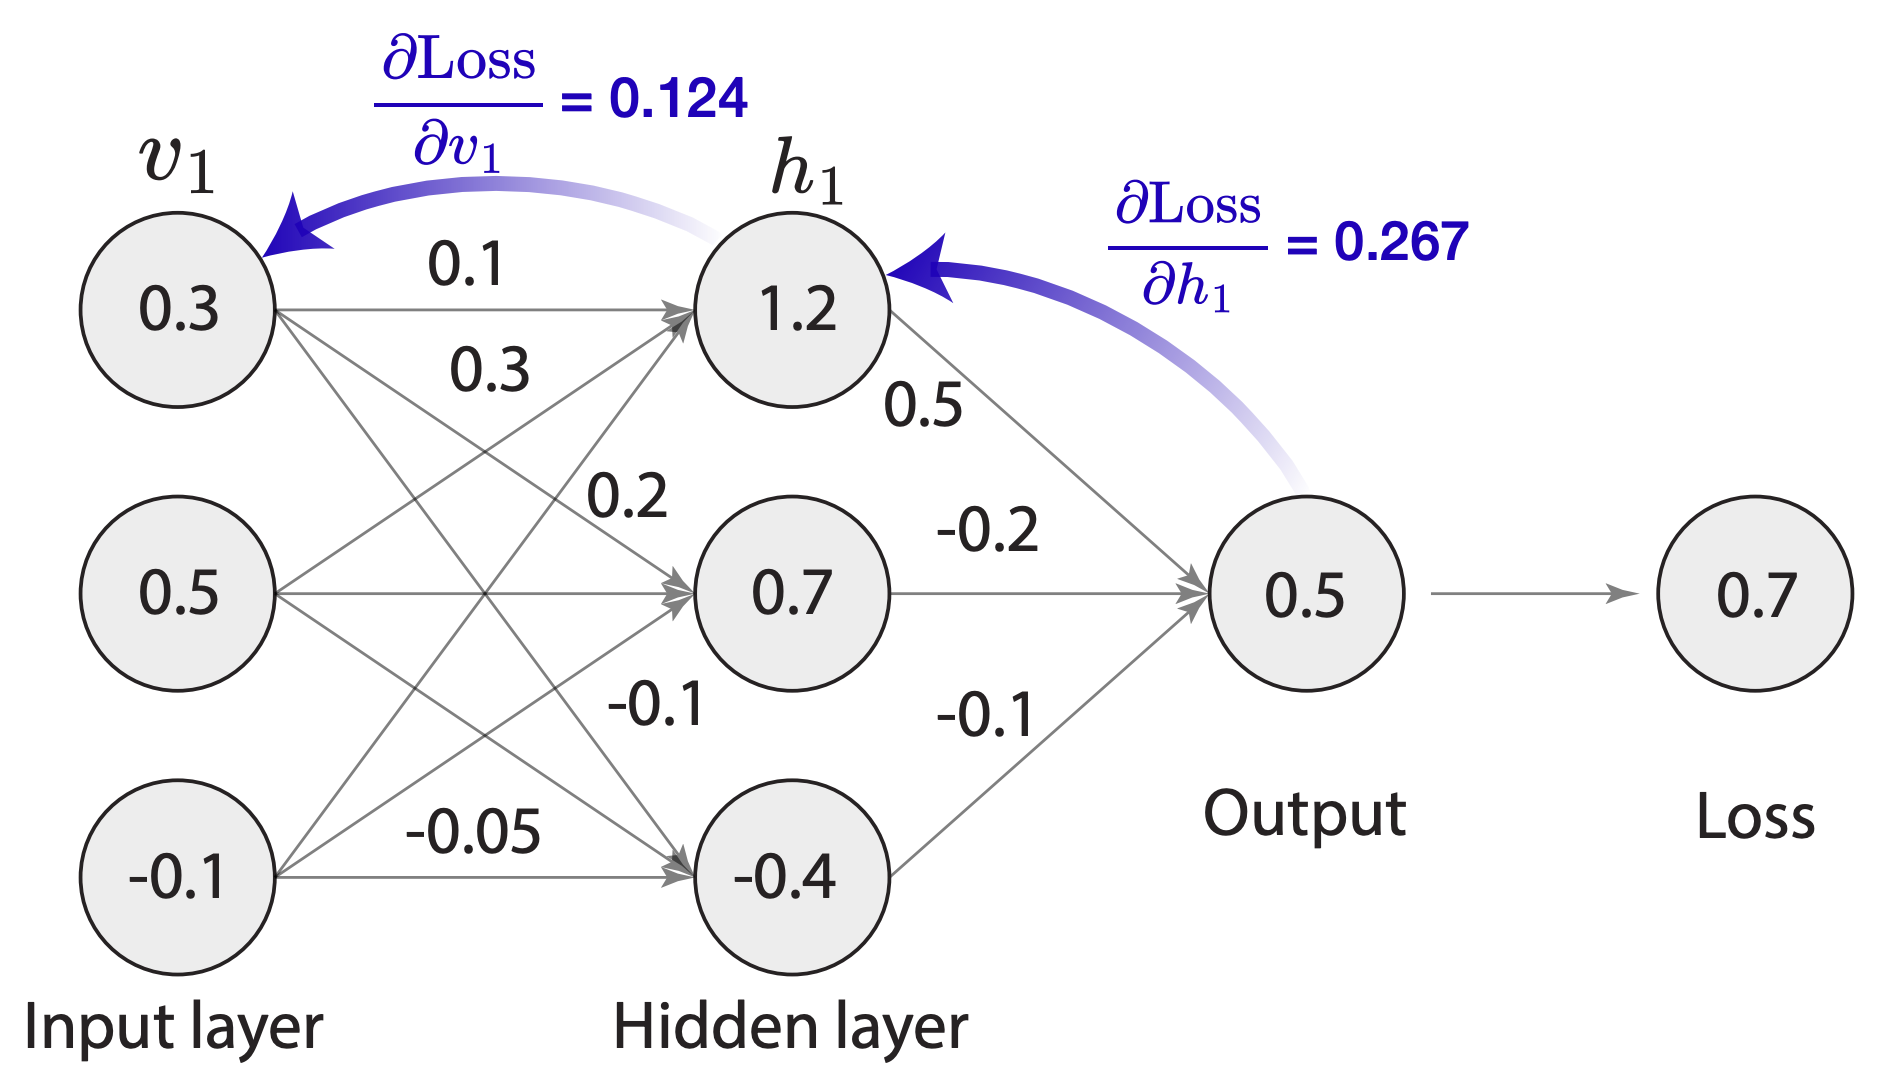 ∂Loss
∂v₁
= 0.124
v₁
h₁
∂Loss
∂h₁
= 0.267
0.3
0.1
1.2
0.3
0.5
0.2
-0.2
0.5
0.7
0.5
0.7
-0.1
-0.1
-0.05
Output
Loss
-0.1
-0.4
Input layer
Hidden layer